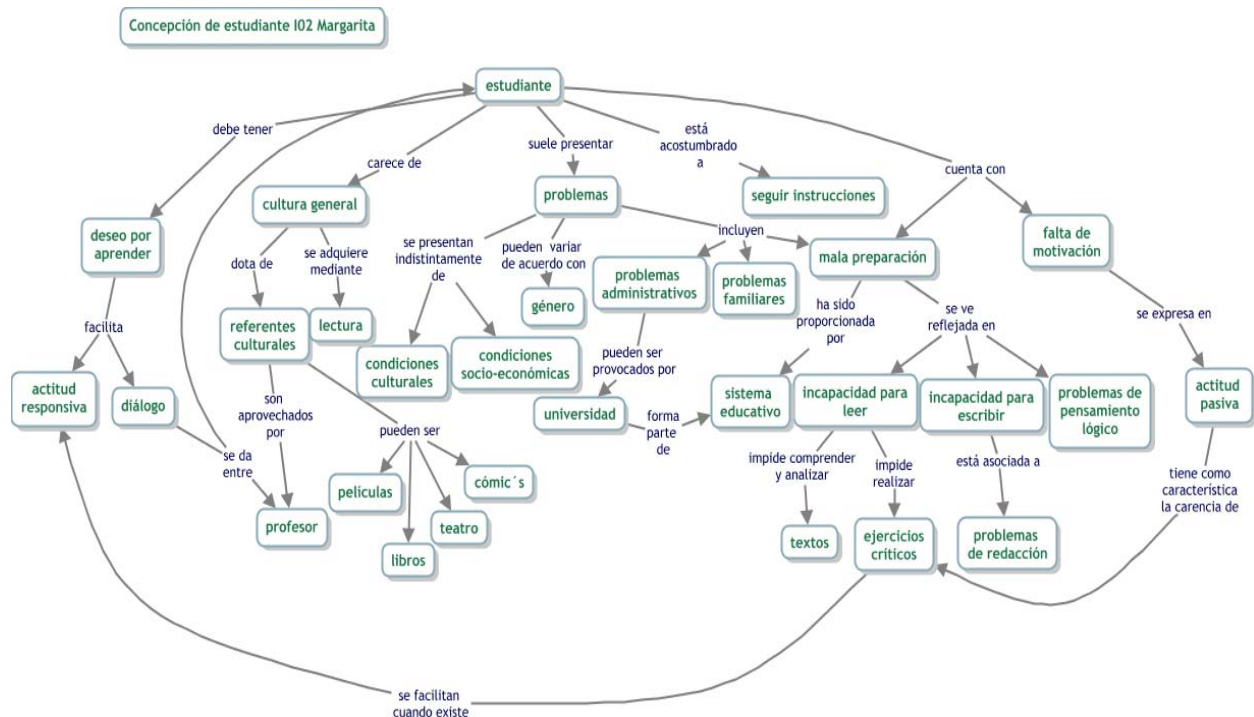 Concepción de estudiante I02 Margarita
estudiante
debe tener
está
acostumbrado
a
suele presentar
carece de
cuenta con
cultura general
problemas
seguir instrucciones
deseo por
aprender
falta de
motivación
dota de
se adquiere
mediante
se presentan
indistintamente
de
pueden variar
de acuerdo con
incluyen
mala preparación
problemas
administrativos
problemas
familiares
género
facilita
referentes
culturales
lectura
condiciones
culturales
condiciones
socio-económicas
ha sido
proporcionada
por
se ve
reflejada en
se expresa en
pueden ser
provocados por
actitud
responsiva
diálogo
son
aprovechados
por
pueden ser
universidad
forma
parte
de
sistema
educativo
incapacidad para
leer
incapacidad para
escribir
problemas de
pensamiento
lógico
actitud
pasiva
se da
entre
películas
cómic´s
impide comprender
y analizar
impide
realizar
está asociada a
tiene como
característica
la carencia de
profesor
teatro
libros
textos
ejercicios
críticos
problemas
de redacción
se facilitan
cuando existe